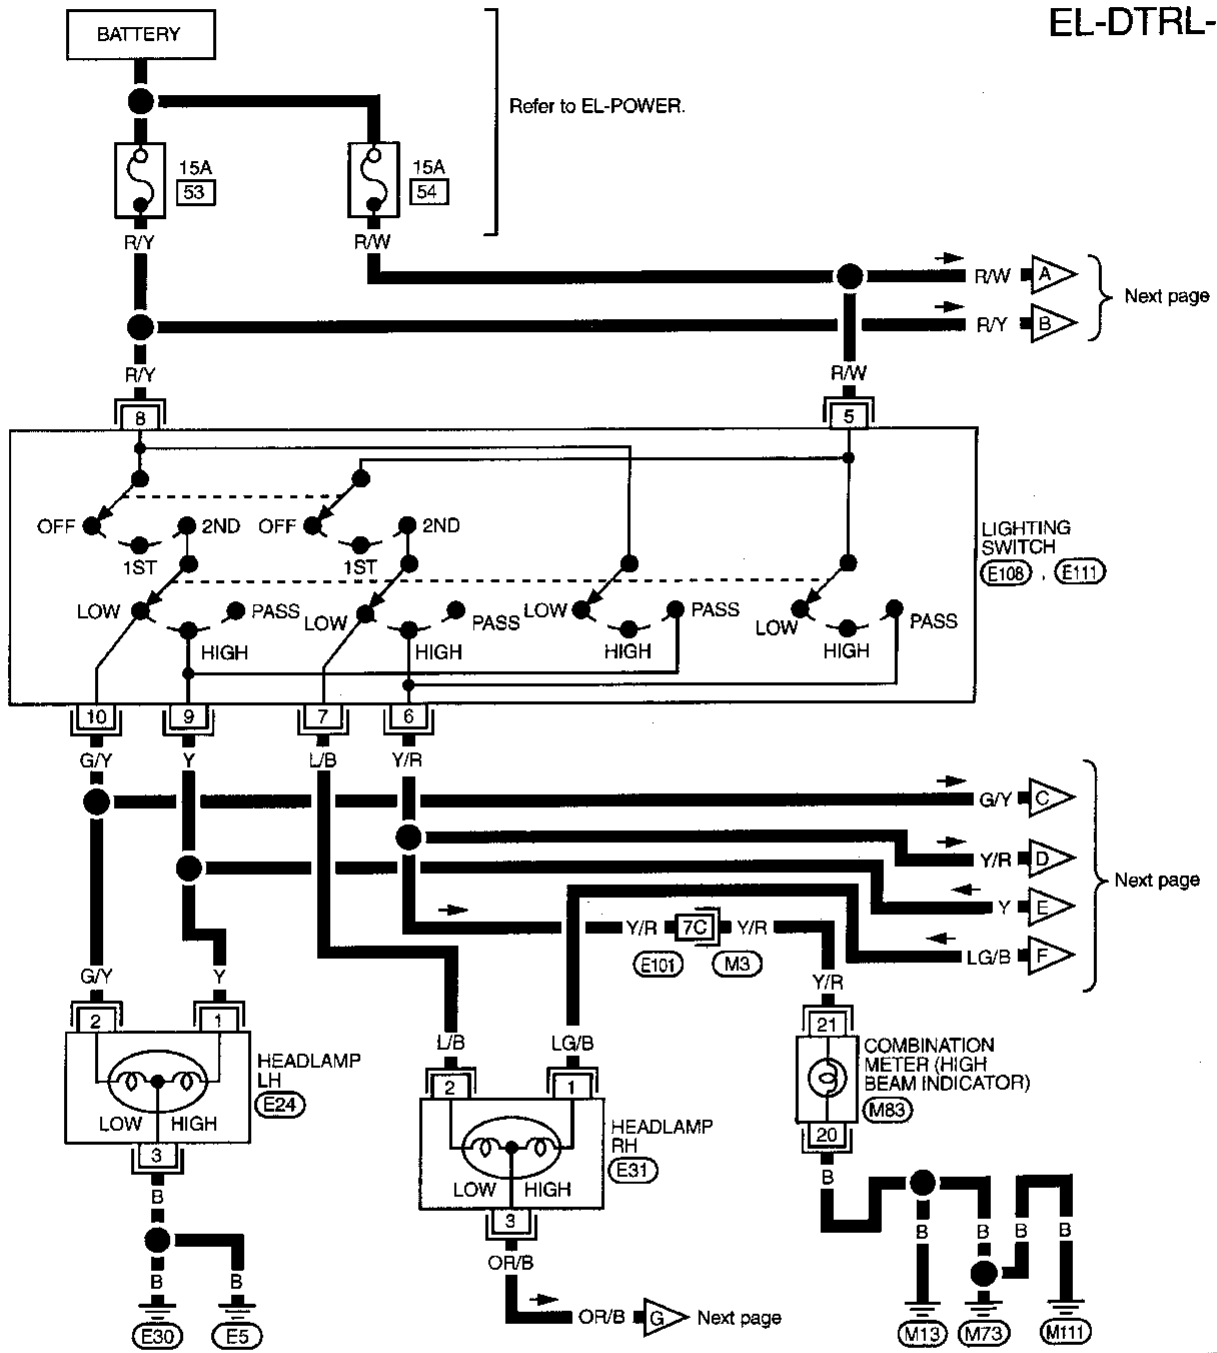 EL-DTRL-
BATTERY
Refer to EL-POWER.
15A
53
15A
54
R/Y
R/W
R/W
A
Next page
R/Y
B
R/Y
R/W
8
5
OFF
2ND
1ST
OFF
2ND
1ST
LIGHTING
SWITCH
E108 , E111
LOW
PASS
HIGH
LOW
PASS
HIGH
LOW
PASS
HIGH
LOW
PASS
HIGH
10
9
7
6
G/Y
Y
L/B
Y/R
G/Y
C
Y/R
D
Next page
Y
E
Y/R
7C
Y/R
E101
M3
LG/B
F
G/Y
Y
Y/R
2
1
21
L/B
LG/B
COMBINATION
METER (HIGH
BEAM INDICATOR)
M83
HEADLAMP
LH
E24
LOW
HIGH
2
1
20
HEADLAMP
RH
E31
3
LOW
HIGH
B
B
3
B
B
B
B
OR/B
B
B
OR/B
G
Next page
E30
E5
M13
M73
M111